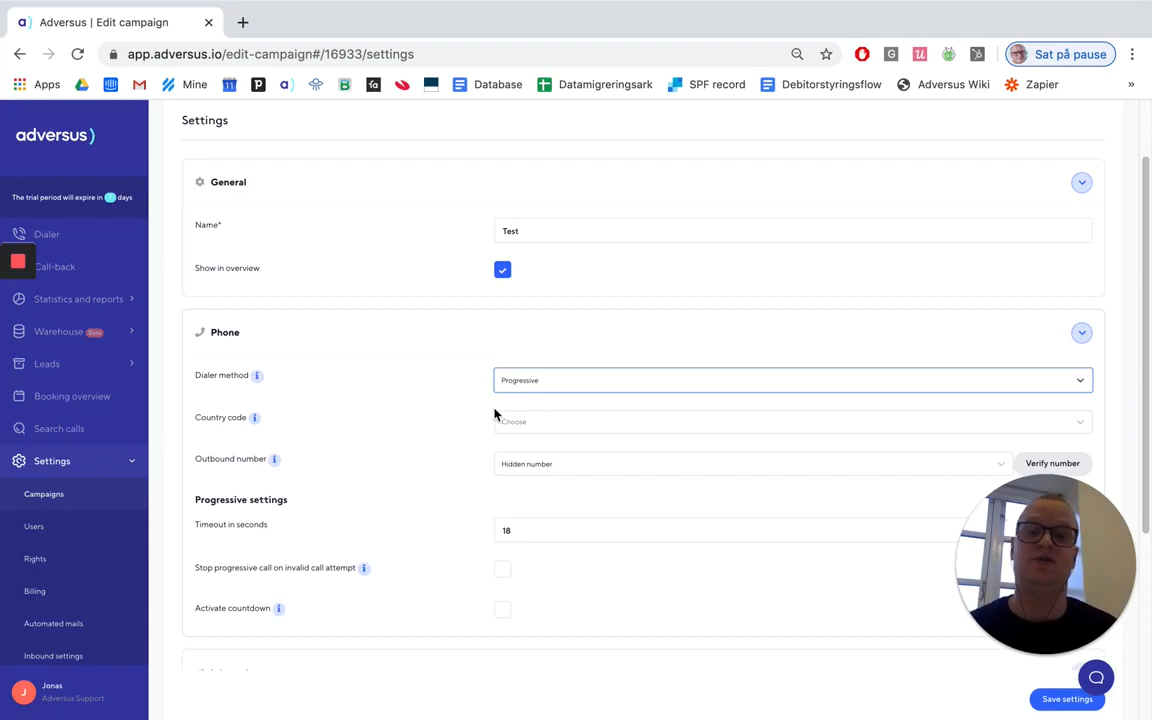 Adversus | Edit campaign
app.adversus.io/edit-campaign#/16933/settings
Sat på pause
Apps
Mine
Database
Datamigreringsark
SPF record
Debitorstyringsflow
Adversus Wiki
Zapier
adversus)
The trial period will expire in days
Dialer
Call-back
Statistics and reports
Warehouse Beta
Leads
Booking overview
Search calls
Settings
Campaigns
Users
Rights
Billing
Automated mails
Inbound settings
J
Jonas
Adversus Support
Settings
General
Name*
Test
Show in overview
Phone
Dialer method
Progressive
Country code
Choose
Outbound number
Hidden number
Verify number
Progressive settings
Timeout in seconds
18
Stop progressive call on invalid call attempt
Activate countdown
Save settings